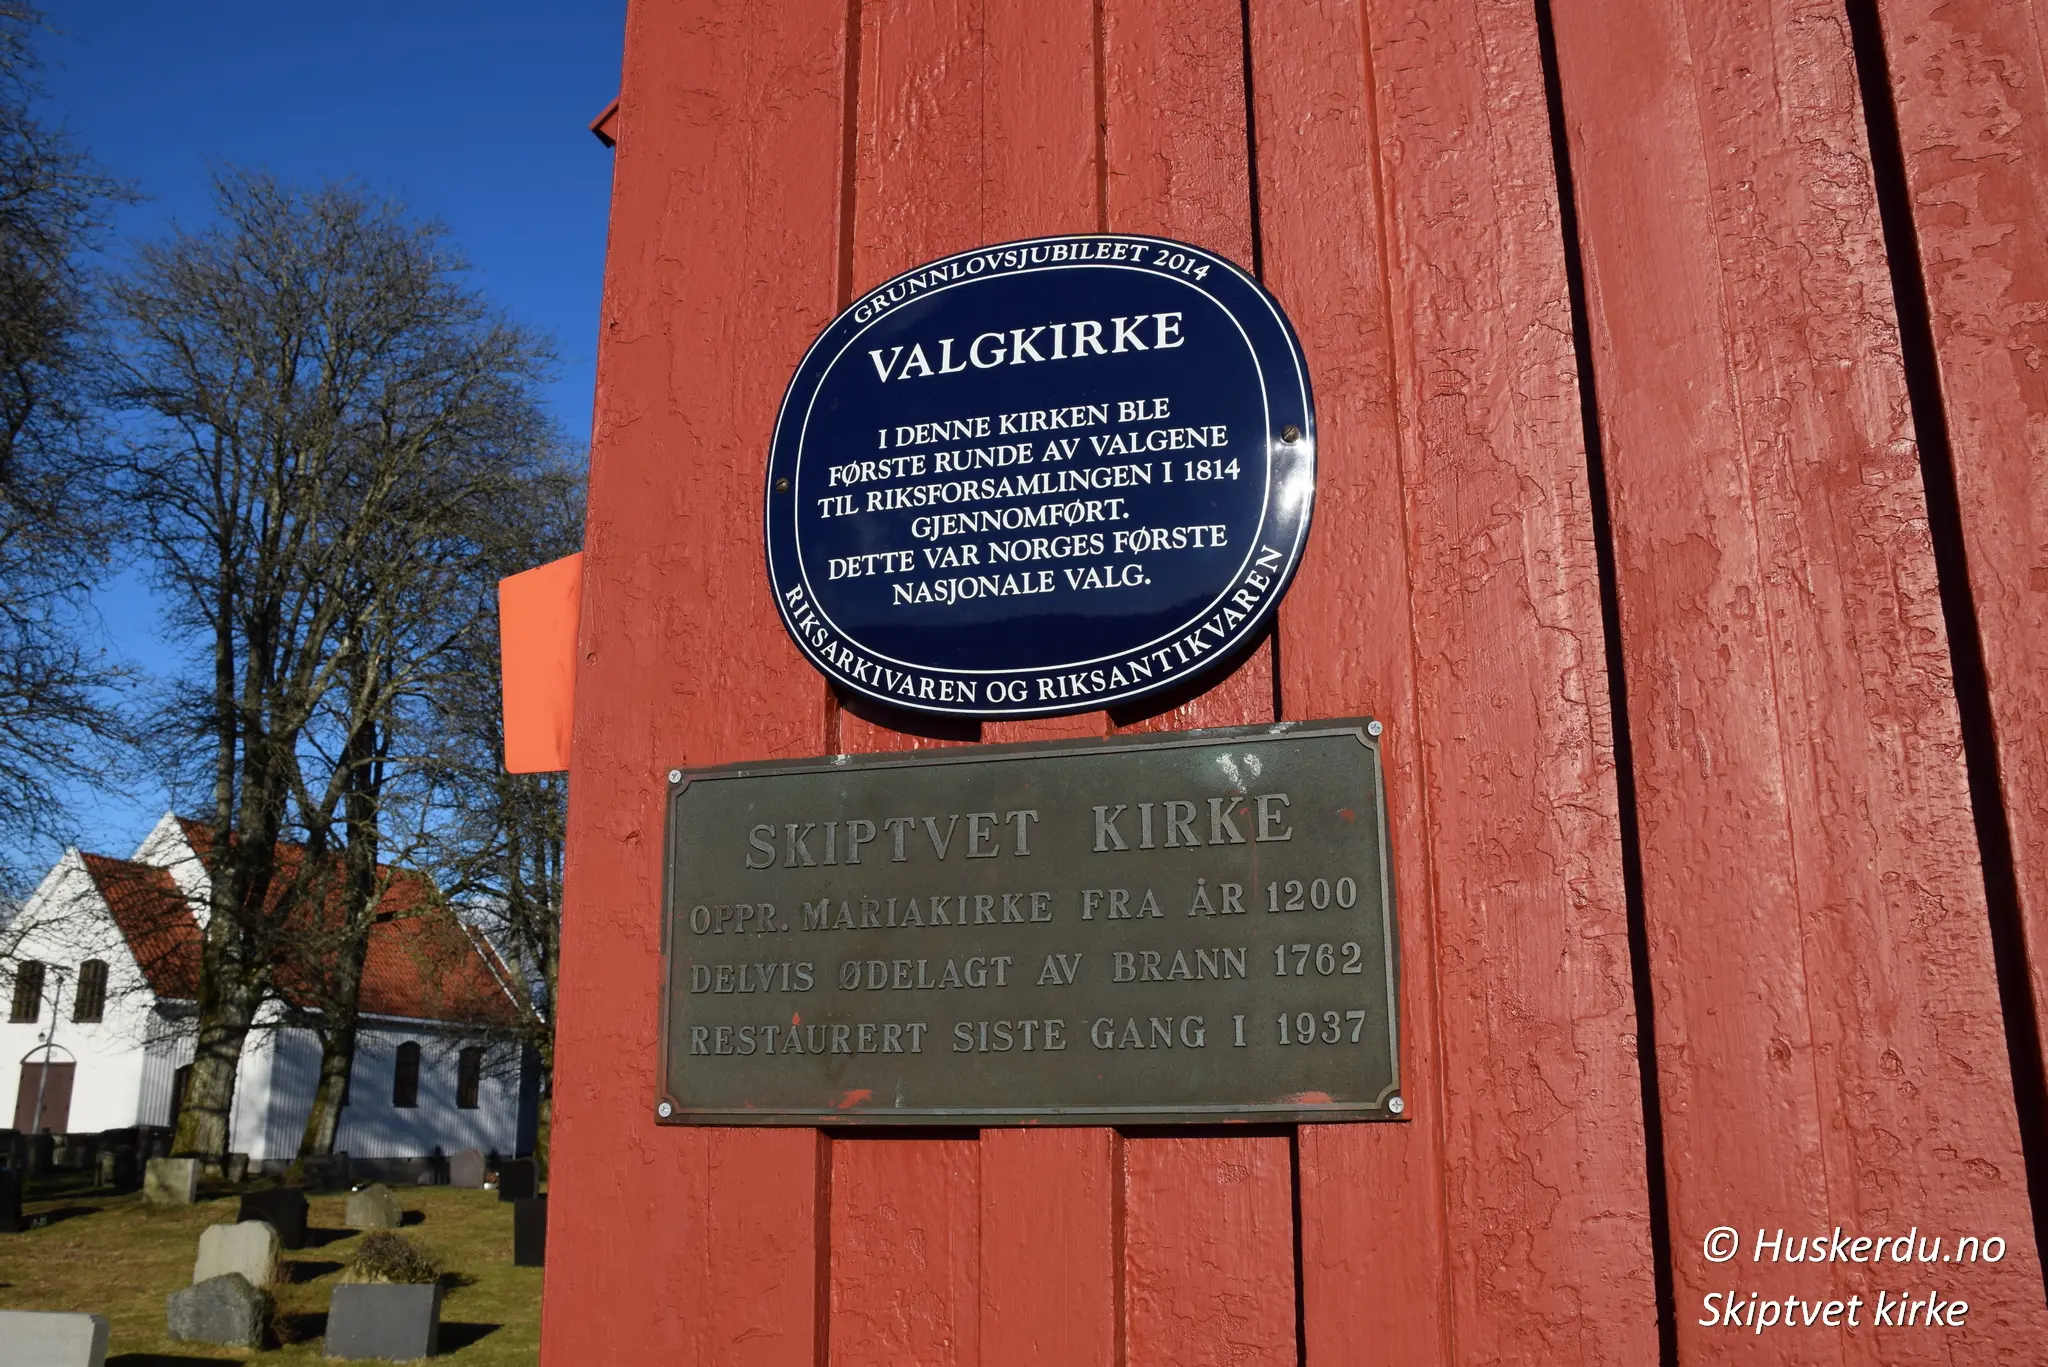 GRUNNLOVSJUBILEET 2014
VALGKIRKE
I DENNE KIRKEN BLE
FØRSTE RUNDE AV VALGENE
TIL RIKSFORSAMLINGEN I 1814
GJENNOMFØRT.
DETTE VAR NORGES FØRSTE
NASJONALE VALG.
RIKSARKIVAREN OG RIKSANTIKVAREN
SKIPTVET KIRKE
OPPR. MARIAKIRKE FRA ÅR 1200
DELVIS ØDELAGT AV BRANN 1762
RESTAURERT SISTE GANG I 1937
© Huskerdu.no
Skiptvet kirke